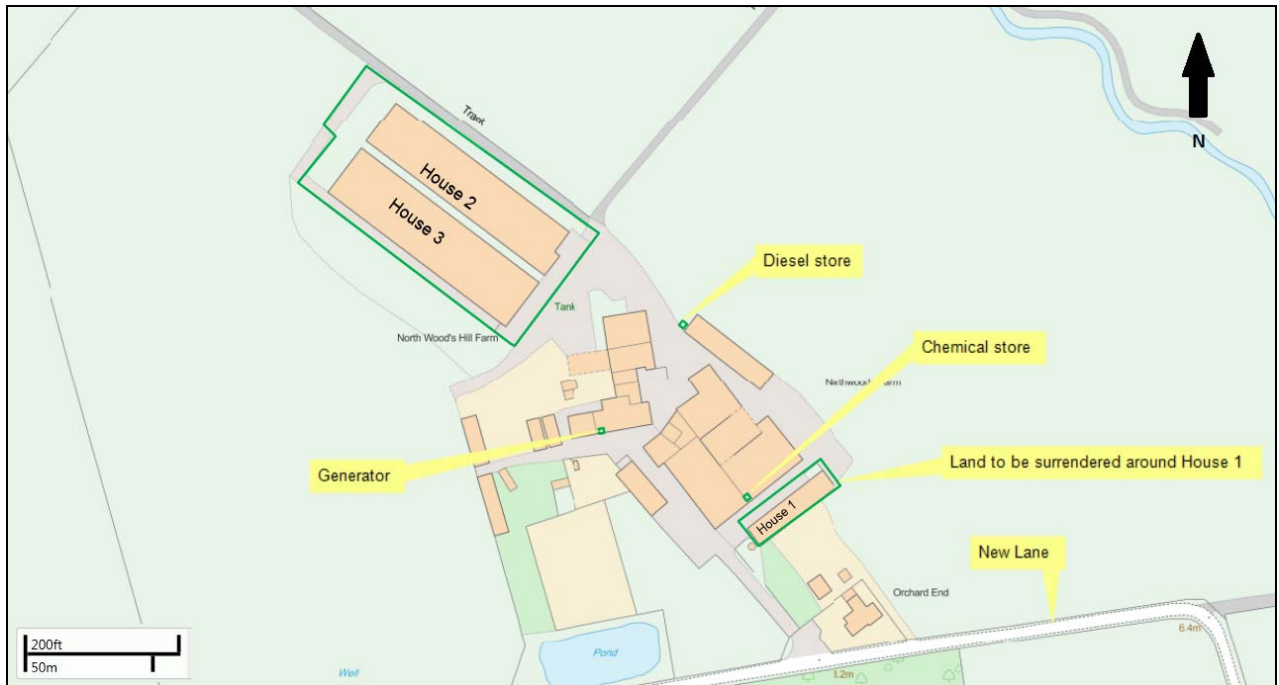 N
Track
House 2
House 3
Diesel store
Tank
North Wood's Hill Farm
Chemical store
Generator
Land to be surrendered around House 1
House 1
New Lane
Orchard End
6.4m
200ft
50m
Well
Pond
3.2m